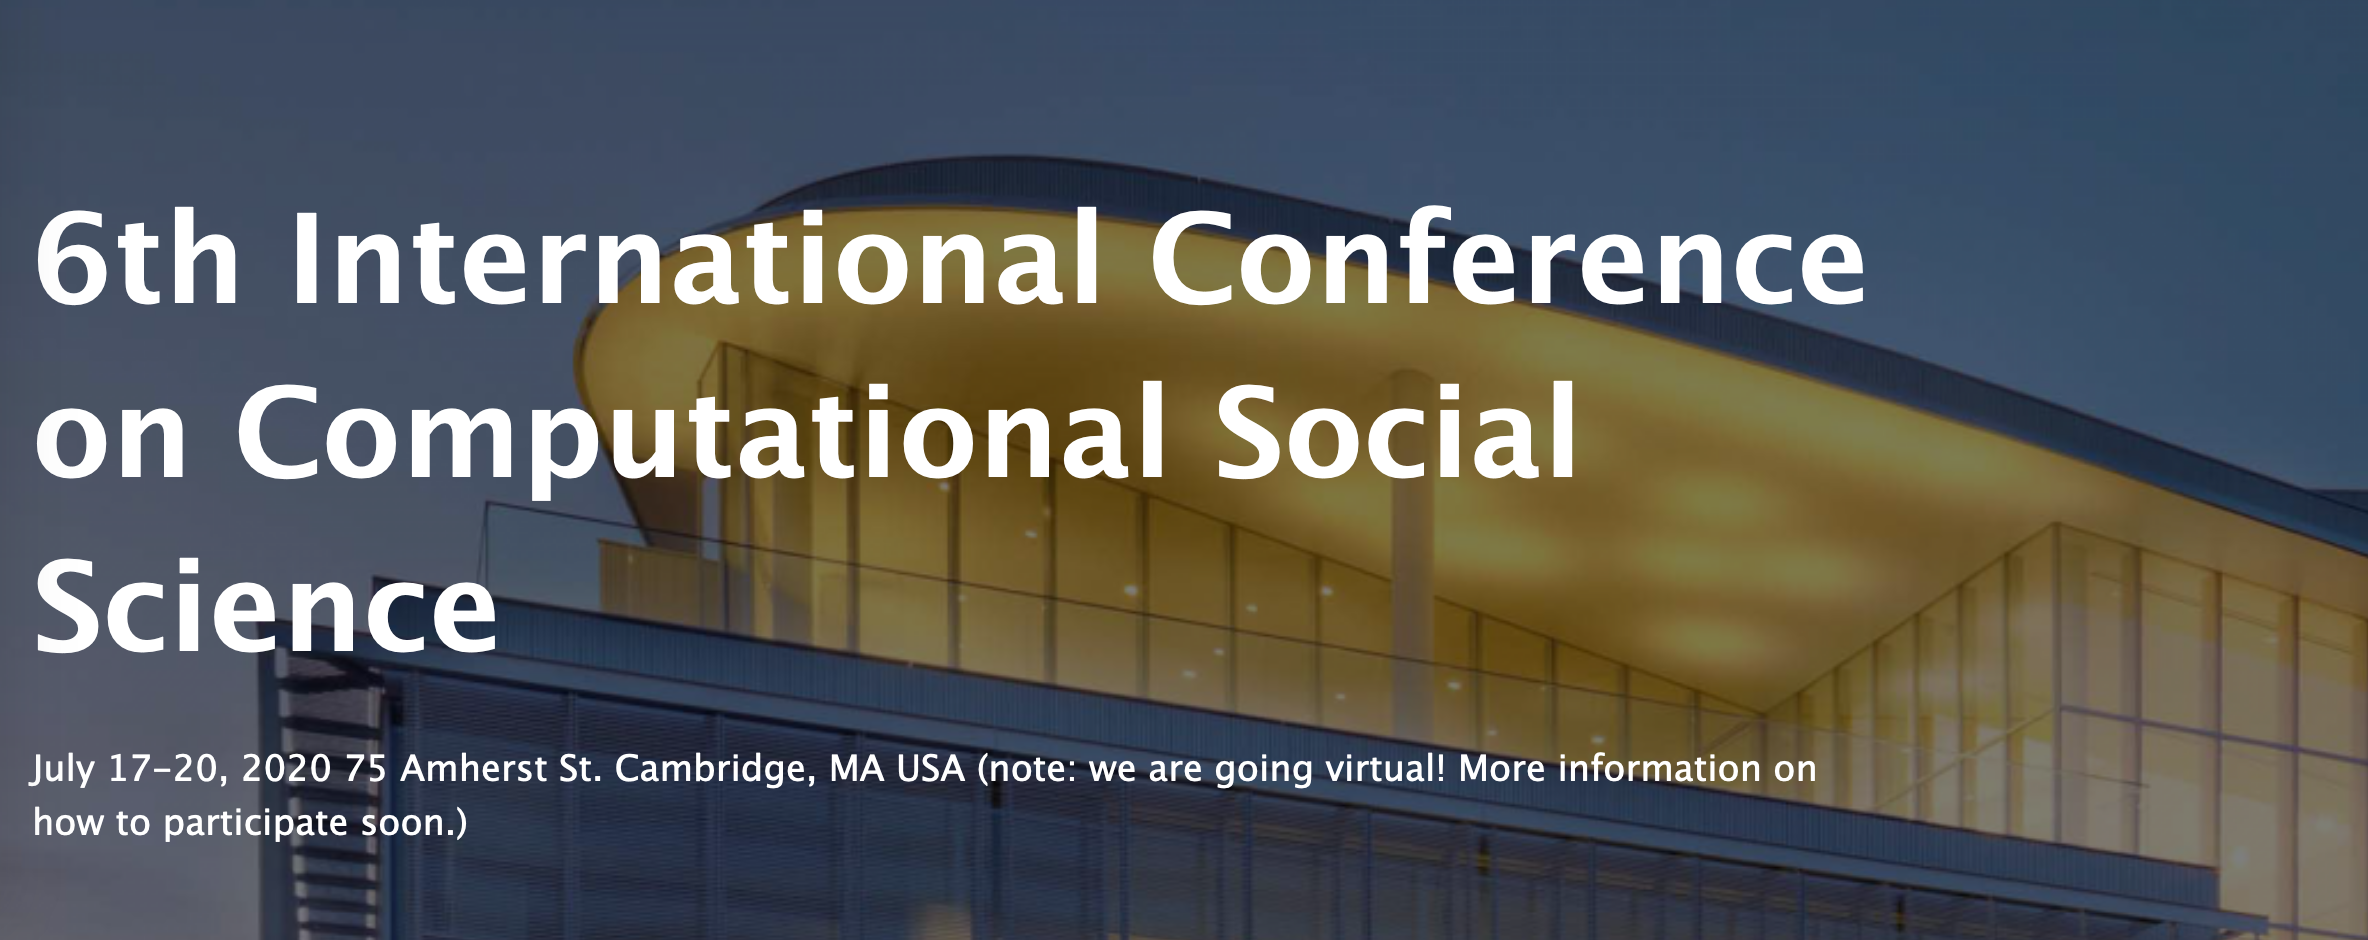 6th International Conference
on Computational Social
Science
July 17-20, 2020 75 Amherst St. Cambridge, MA USA (note: we are going virtual! More information on
how to participate soon.)